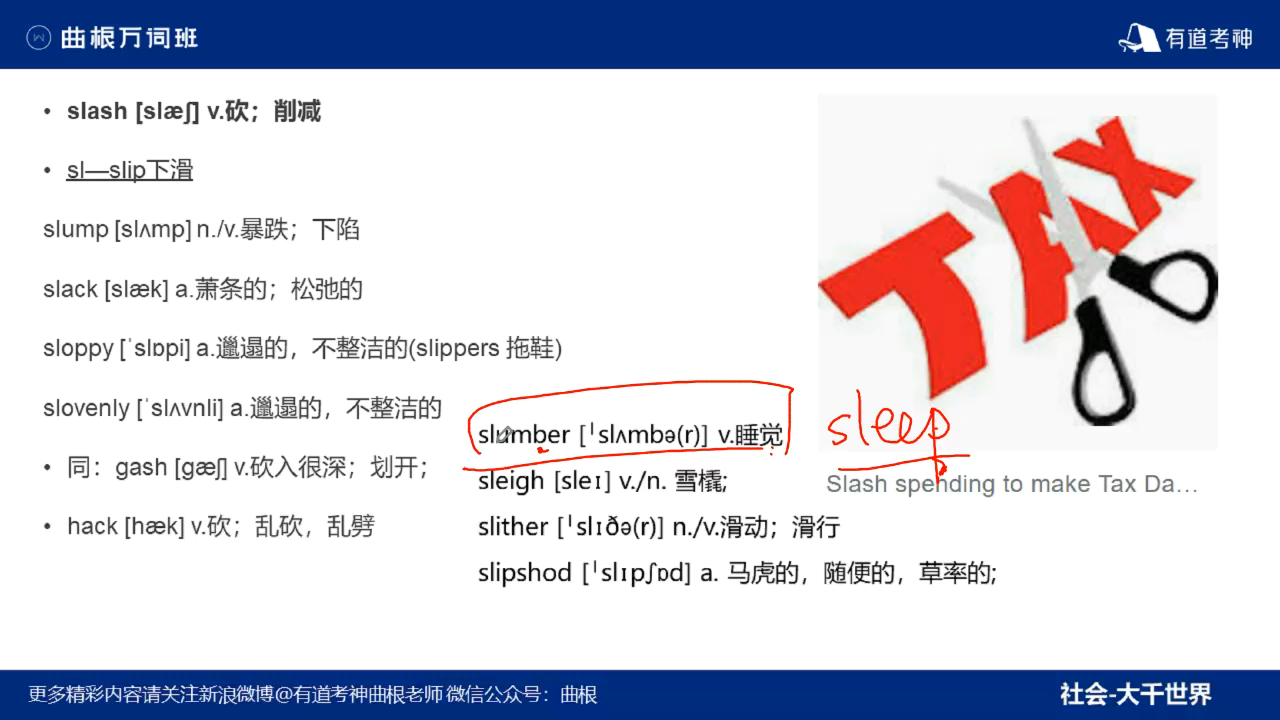 曲根万词班
有道考神
• slash [slæʃ] v.砍；削减
• sl—slip下滑
slump [slʌmp] n./v.暴跌；下陷
slack [slæk] a.萧条的；松弛的
sloppy [ˈslɒpi] a.邋遢的，不整洁的(slippers 拖鞋)
slovenly [ˈslʌvnli] a.邋遢的，不整洁的
• 同：gash [gæʃ] v.砍入很深；划开；
• hack [hæk] v.砍；乱砍，乱劈
slumber [ˈslʌmbə(r)] v.睡觉
sleigh [sleɪ] v./n. 雪橇;
slither [ˈslɪðə(r)] n./v.滑动；滑行
slipshod [ˈslɪpʃɒd] a. 马虎的，随便的，草率的;
TAX
sleep
Slash spending to make Tax Da…
更多精彩内容请关注新浪微博@有道考神曲根老师 微信公众号：曲根
社会-大千世界